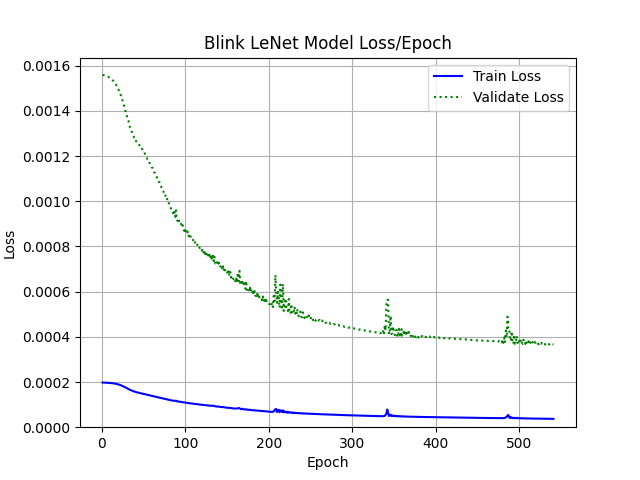 Blink LeNet Model Loss/Epoch
Train Loss
Validate Loss
0.0016
0.0014
0.0012
0.0010
0.0008
0.0006
0.0004
0.0002
0.0000
Loss
0 100 200 300 400 500
Epoch